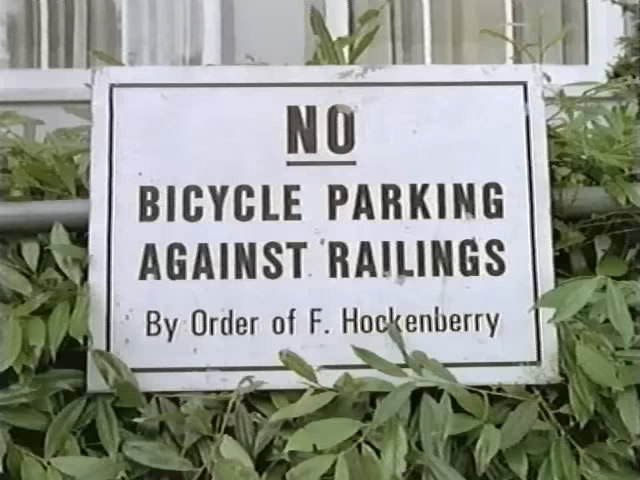 NO
BICYCLE PARKING
AGAINST RAILINGS
By Order of F. Hockenberry